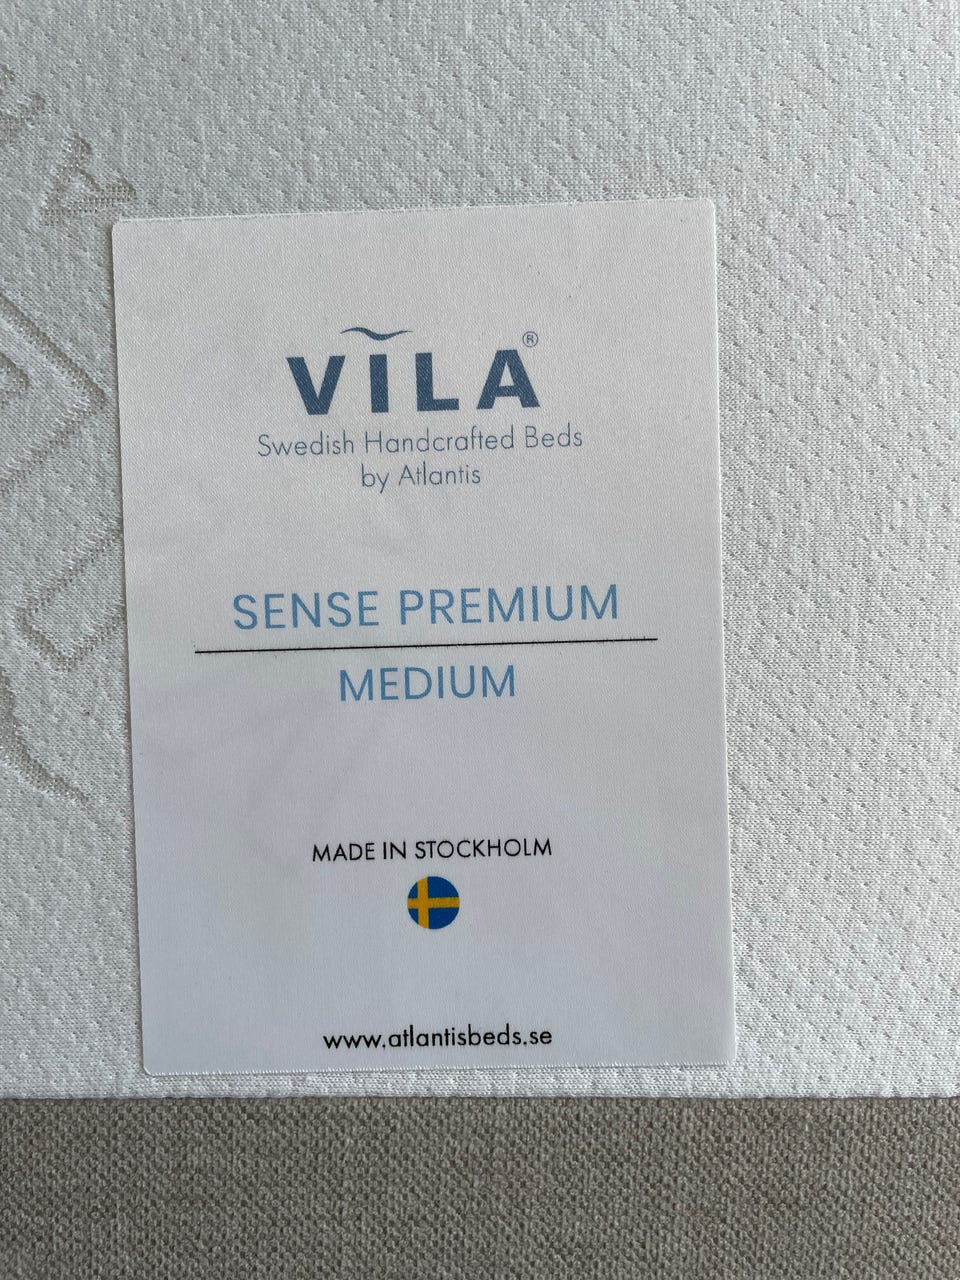 VILA®
Swedish Handcrafted Beds
by Atlantis
SENSE PREMIUM
MEDIUM
MADE IN STOCKHOLM
www.atlantisbeds.se